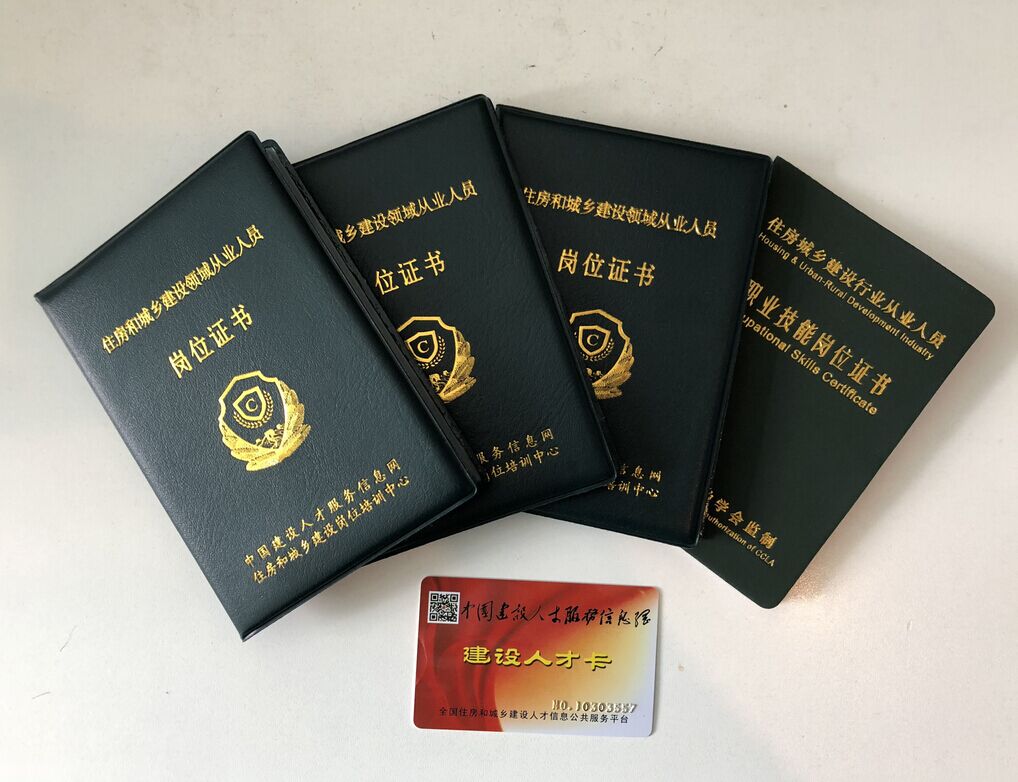 住房和城乡建设领域从业人员
岗位证书
中国建设人才服务信息网
住房和城乡建设岗位培训中心
城乡建设领域从业人员
位证书
C
服务信息网
岗位培训中心
住房和城乡建设领域从业人员
岗位证书
C
信息网
培训中心
住房城乡建设行业从业人员
Housing & Urban-Rural Development Industry
职业技能岗位证书
upational Skills Certificate
学会监制
Authorization of CCLA
中国建设人才服务信息网
建设人才卡
NO.10303557
全国住房和城乡建设人才信息公共服务平台